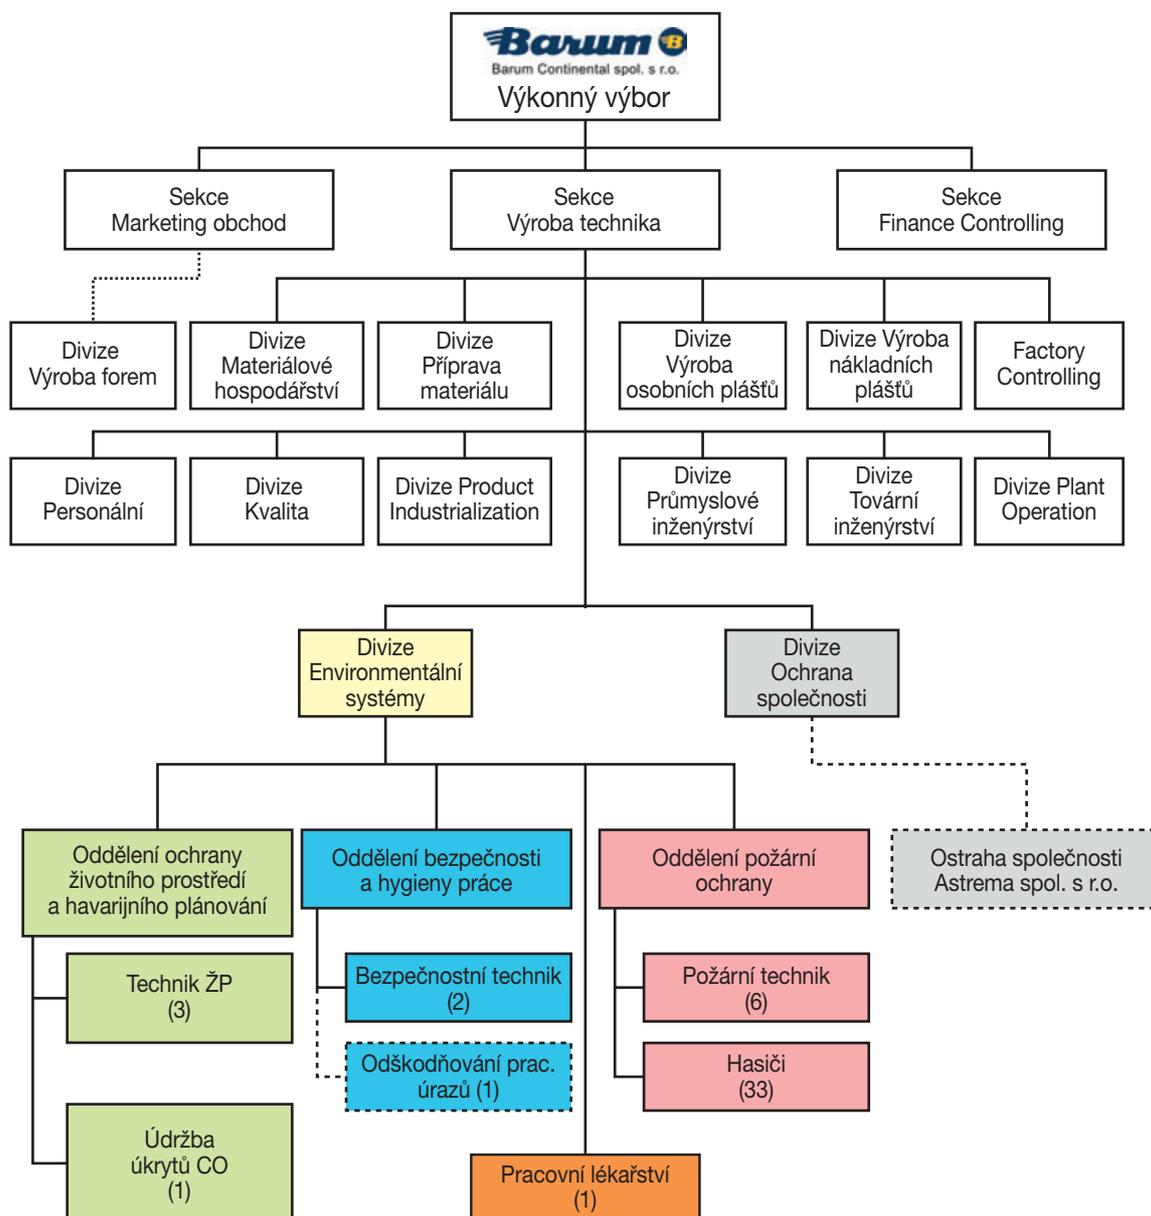 Barum B
Barum Continental spol. s r.o.
Výkonný výbor
Sekce
Marketing obchod
Sekce
Výroba technika
Sekce
Finance Controlling
Divize
Výroba forem
Divize
Materiálové
hospodářství
Divize
Příprava
materiálu
Divize
Výroba
osobních plášťů
Divize Výroba
nákladních
plášťů
Factory
Controlling
Divize
Personální
Divize
Kvalita
Divize Product
Industrialization
Divize
Průmyslové
inženýrství
Divize
Tovární
inženýrství
Divize Plant
Operation
Divize
Environmentální
systémy
Divize
Ochrana
společnosti
Oddělení ochrany
životního prostředí
a havarijního plánování
Oddělení bezpečnosti
a hygieny práce
Oddělení požární
ochrany
Ostraha společnosti
Astrema spol. s r.o.
Technik ŽP
(3)
Bezpečnostní technik
(2)
Požární technik
(6)
Odškodňování prac.
úrazů (1)
Hasiči
(33)
Údržba
úkrytů CO
(1)
Pracovní lékařství
(1)